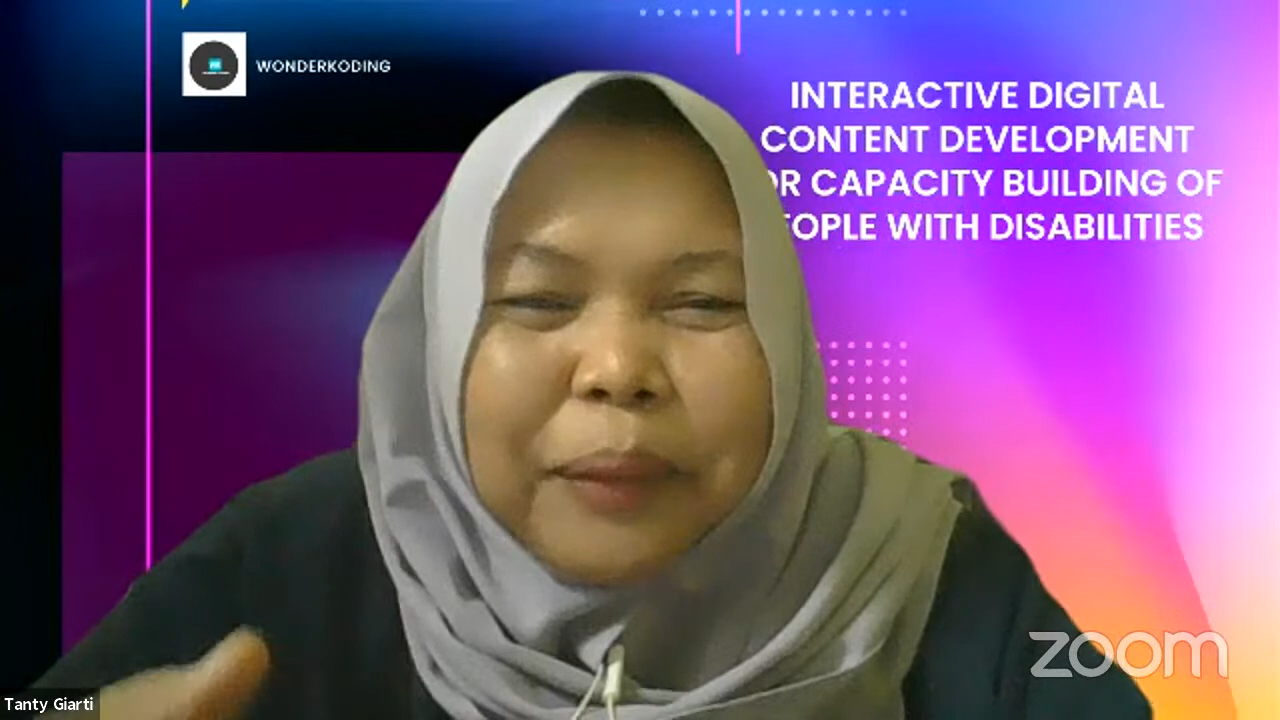 WONDERKODING
INTERACTIVE DIGITAL
CONTENT DEVELOPMENT
CAPACITY BUILDING OF
WITH DISABILITIES
Tanty Giarti
zoom